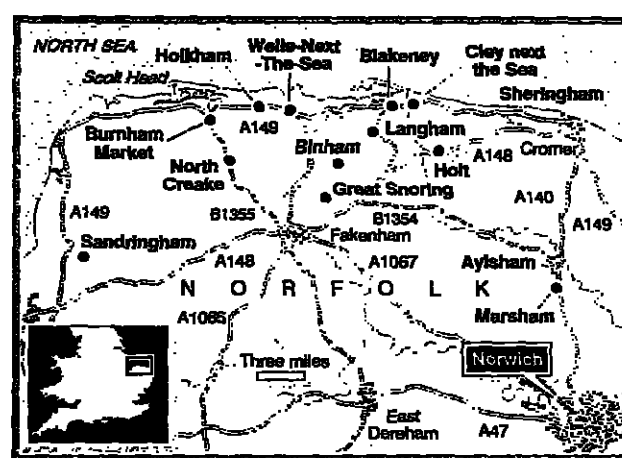 NORTH SEA
Holkham
Wells-Next
-The-Sea
Blakeney
Cley next
the Sea
Scolt Head
Sheringham
Burnham
Market
A149
Binham
Langham
A148
Cromer
North
Creake
Holt
Great Snoring
A140
A149
A149
B1355
B1354
Sandringham
Fakenham
A148
A1067
Aylsham
NORFOLK
A1065
Marsham
Three miles
Norwich
East
Dereham
A47